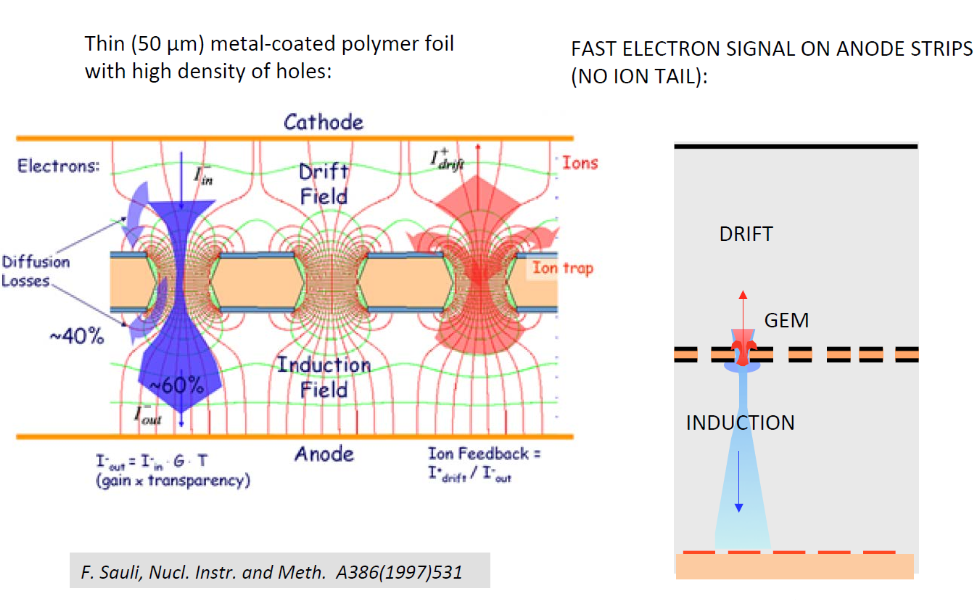 Thin (50 µm) metal-coated polymer foil
with high density of holes:
FAST ELECTRON SIGNAL ON ANODE STRIPS
(NO ION TAIL):
Cathode
Electrons:
I⁻in
Drift
Field
I⁺drift
Ions
Diffusion
Losses
Ion trap
~40%
~60%
Induction
Field
I⁻out
Anode
I⁻out = I⁻in · G · T
(gain x transparency)
Ion Feedback =
I⁺drift / I⁻out
DRIFT
GEM
INDUCTION
F. Sauli, Nucl. Instr. and Meth. A386(1997)531